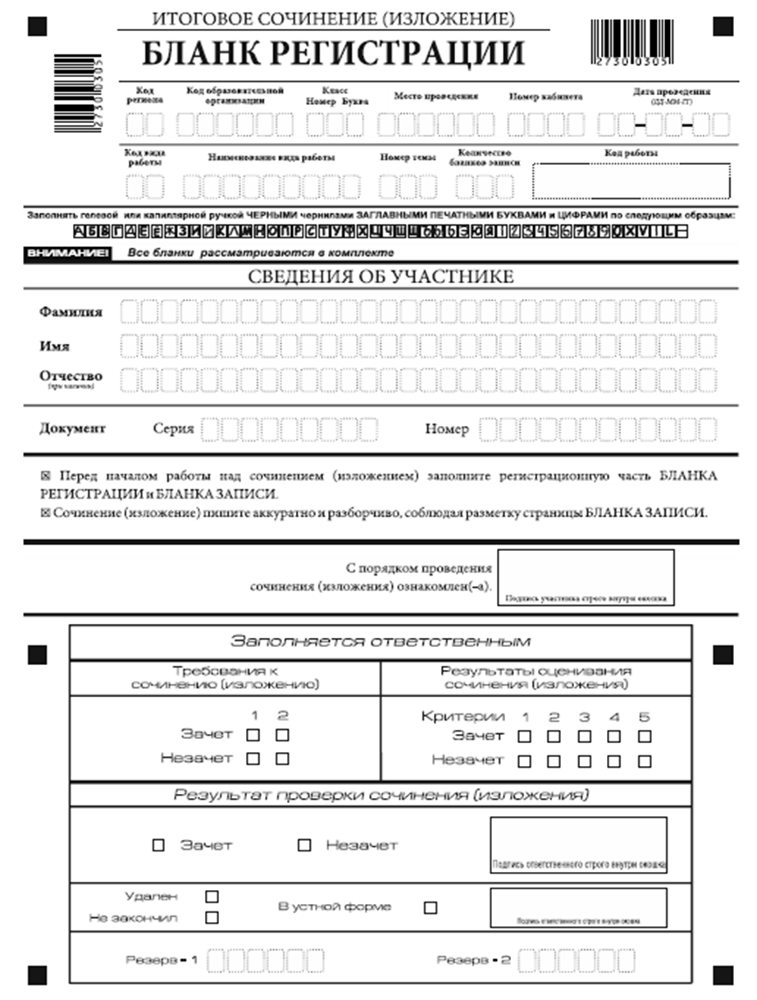 ИТОГОВОЕ СОЧИНЕНИЕ (ИЗЛОЖЕНИЕ)
БЛАНК РЕГИСТРАЦИИ
2730 0305
2730 0305
Код региона
Код образовательной организации
Класс
Номер Буква
Место проведения
Номер кабинета
Дата проведения
(ДД-ММ-ГГ)
Код вида работы
Наименование вида работы
Номер темы
Количество бланков записи
Код работы
Заполнять гелевой или капиллярной ручкой ЧЕРНЫМИ чернилами ЗАГЛАВНЫМИ ПЕЧАТНЫМИ БУКВАМИ и ЦИФРАМИ по следующим образцам:
АБВГДЕЁЖЗИЙКЛМНОПРСТУФХЦЧШЩЪЫЬЭЮЯ1234567890XVIL–
ВНИМАНИЕ! Все бланки рассматриваются в комплекте
СВЕДЕНИЯ ОБ УЧАСТНИКЕ
Фамилия
Имя
Отчество
(при наличии)
Документ Серия Номер
☒ Перед началом работы над сочинением (изложением) заполните регистрационную часть БЛАНКА
РЕГИСТРАЦИИ и БЛАНКА ЗАПИСИ.
☒ Сочинение (изложение) пишите аккуратно и разборчиво, соблюдая разметку страницы БЛАНКА ЗАПИСИ.
С порядком проведения
сочинения (изложения) ознакомлен(–а).
Подпись участника строго внутри окошка
Заполняется ответственным
Требования к
сочинению (изложению)
Результаты оценивания
сочинения (изложения)
1 2
Зачет
Незачет
Критерии 1 2 3 4 5
Зачет
Незачет
Результат проверки сочинения (изложения)
Зачет Незачет
Подпись ответственного строго внутри окошка
Удален
Не закончил
В устной форме
Подпись ответственного строго внутри окошка
Резерв - 1 Резерв - 2